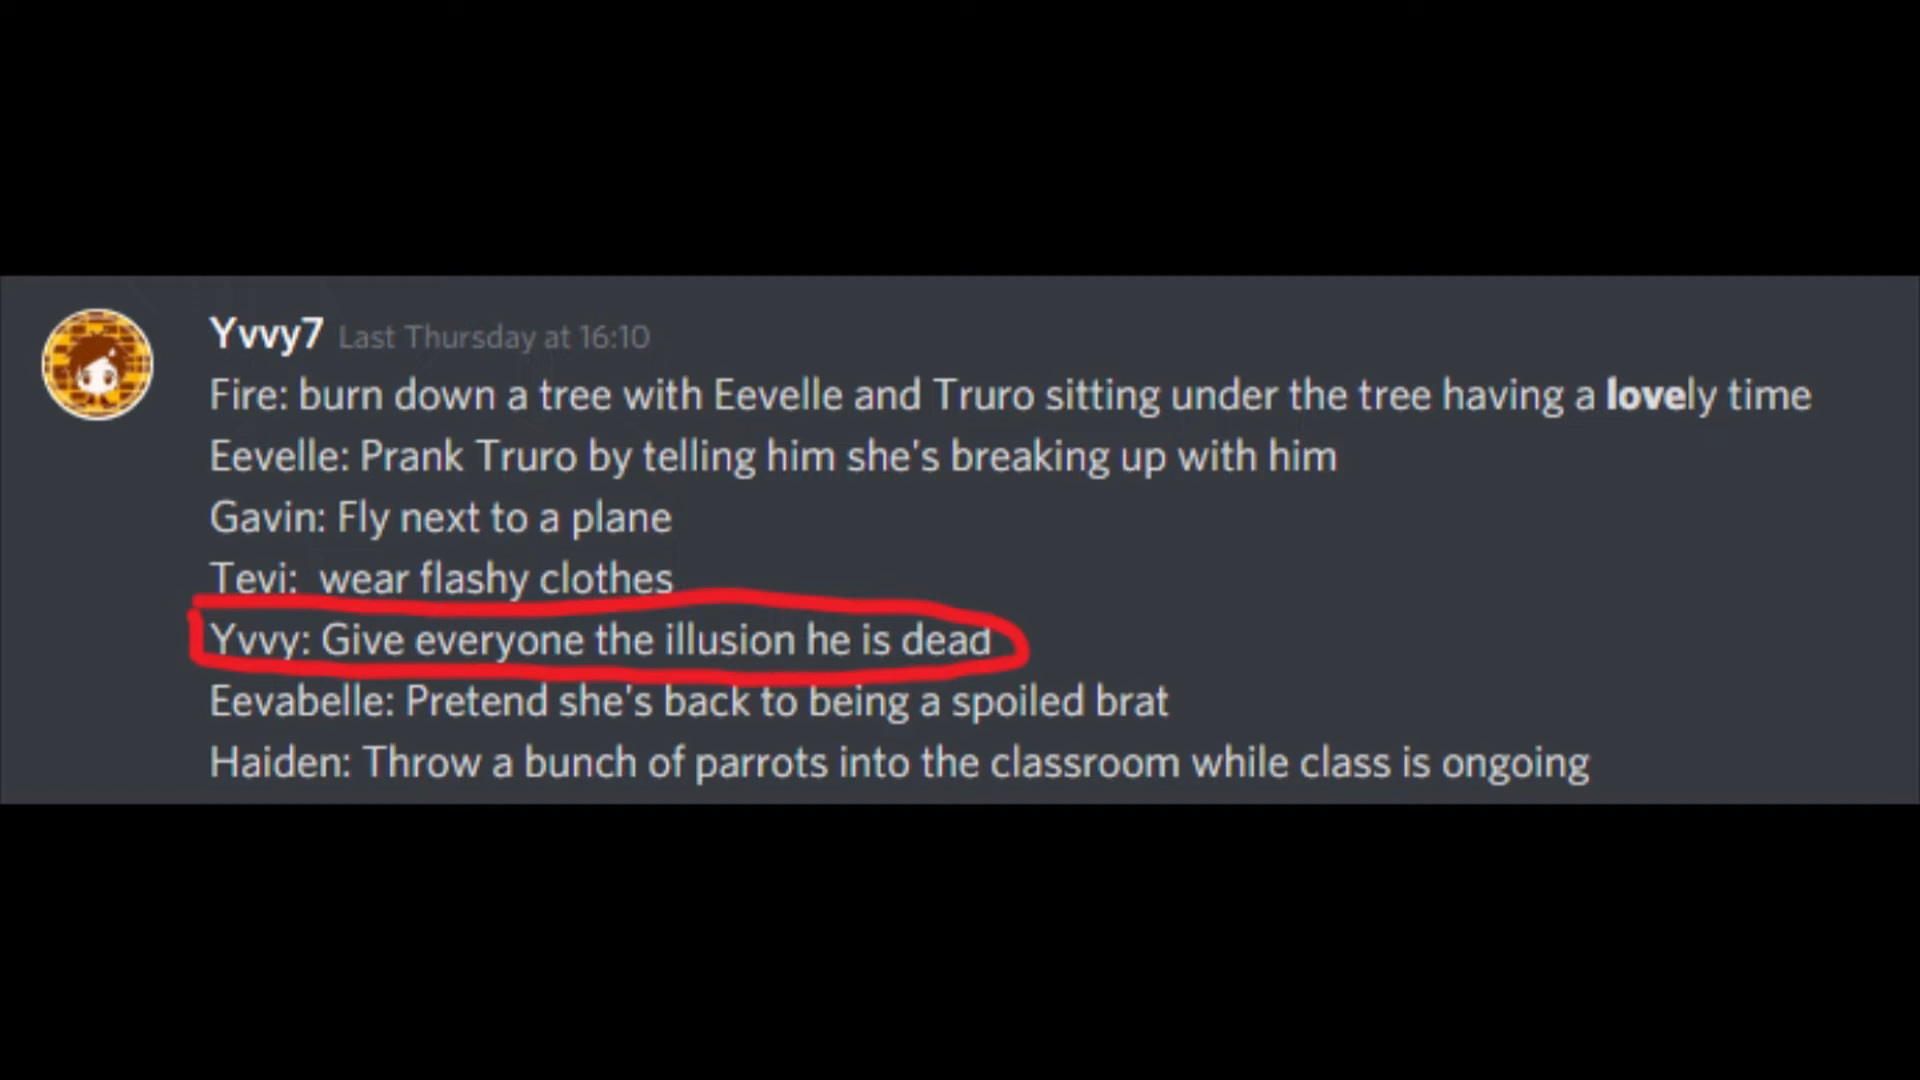 Yvvy7 Last Thursday at 16:10
Fire: burn down a tree with Eevelle and Truro sitting under the tree having a lovely time
Eevelle: Prank Truro by telling him she's breaking up with him
Gavin: Fly next to a plane
Tevi:  wear flashy clothes
Yvvy: Give everyone the illusion he is dead
Eevabelle: Pretend she's back to being a spoiled brat
Haiden: Throw a bunch of parrots into the classroom while class is ongoing